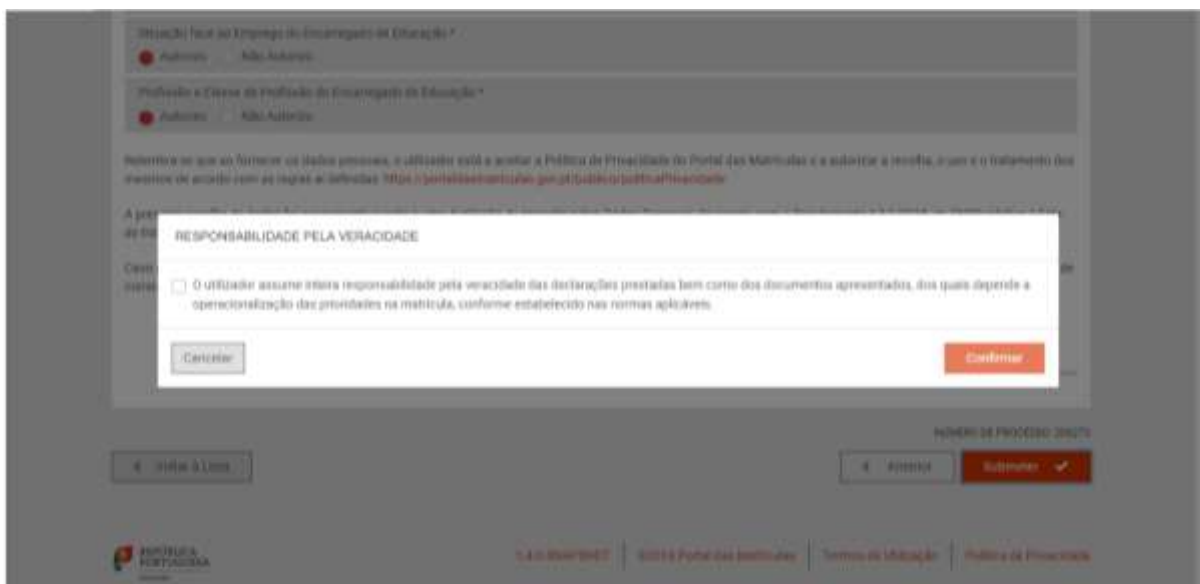 Situação face ao Emprego do Encarregado de Educação *
Autorizo Não Autorizo
Profissão e Classe de Profissão do Encarregado de Educação *
Autorizo Não Autorizo
Relembra-se que ao fornecer os dados pessoais, o utilizador está a aceitar a Política de Privacidade do Portal das Matrículas e a autorizar a recolha, o uso e o tratamento dos
mesmos de acordo com as regras aí definidas: https://portaldasmatriculas.gov.pt/publico/politicaPrivacidade
A
RESPONSABILIDADE PELA VERACIDADE
Caso
de
O utilizador assume inteira responsabilidade pela veracidade das declarações prestadas bem como dos documentos apresentados, dos quais depende a
operacionalização das prioridades na matrícula, conforme estabelecido nas normas aplicáveis.
Cancelar Confirmar
NÚMERO DE PROCESSO:
Voltar à Lista Anterior Submeter
REPÚBLICA
PORTUGUESA
Portal das Matrículas Termos de Utilização Política de Privacidade